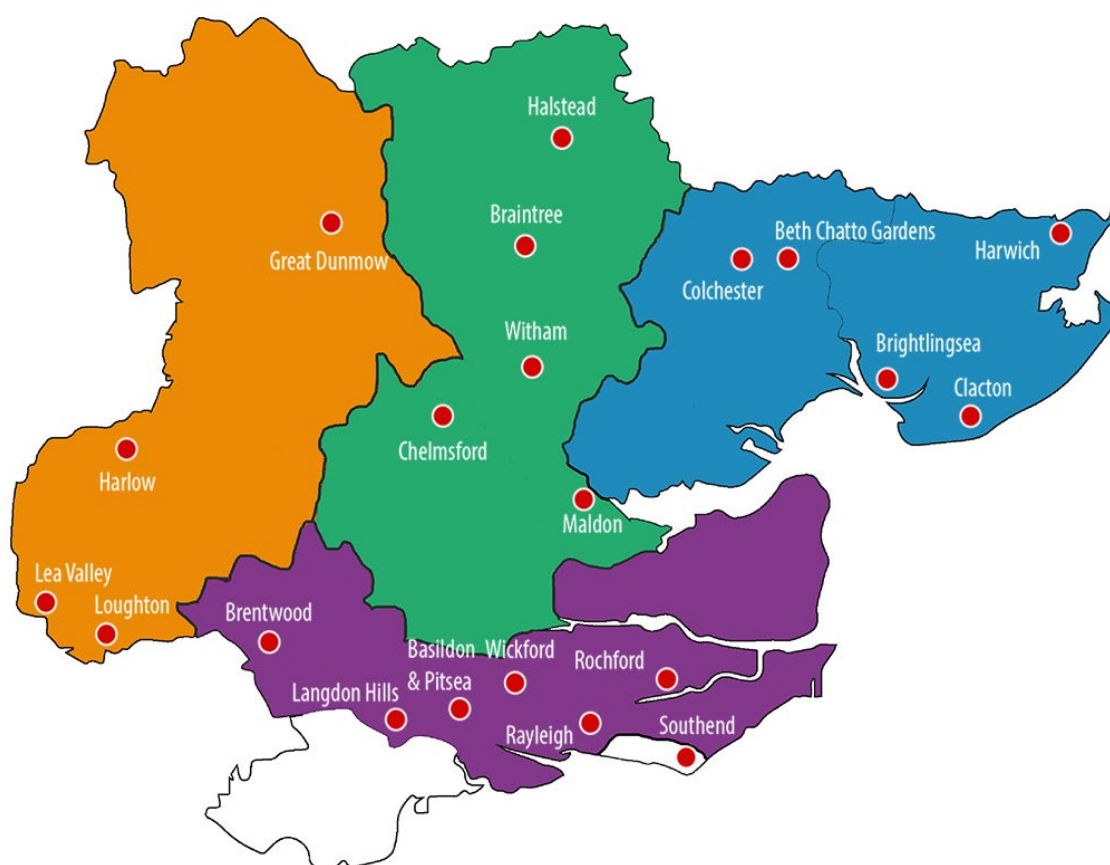 Halstead
Braintree
Beth Chatto Gardens
Harwich
Great Dunmow
Colchester
Witham
Brightlingsea
Clacton
Chelmsford
Harlow
Maldon
Lea Valley
Loughton
Brentwood
Basildon
& Pitsea
Wickford
Rochford
Langdon Hills
Rayleigh
Southend